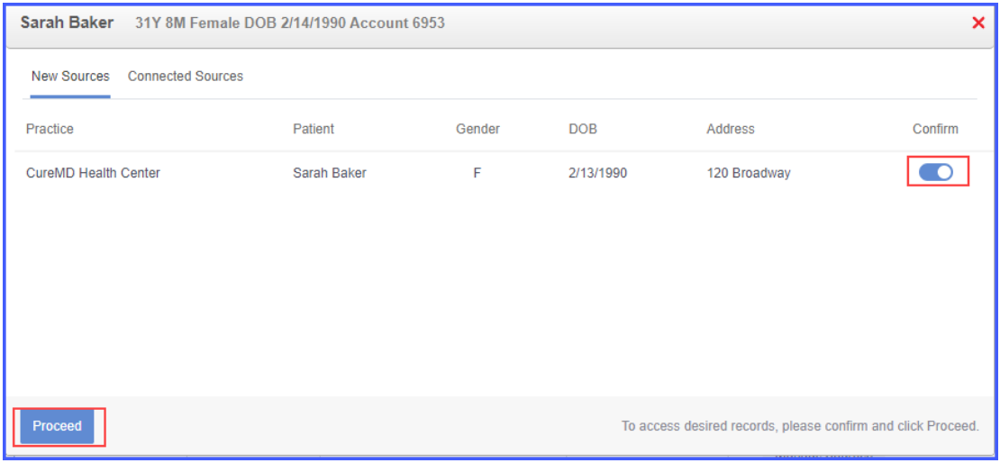 Sarah Baker 31Y 8M Female DOB 2/14/1990 Account 6953
New Sources Connected Sources
Practice Patient Gender DOB Address Confirm
CureMD Health Center Sarah Baker F 2/13/1990 120 Broadway
Proceed To access desired records, please confirm and click Proceed.